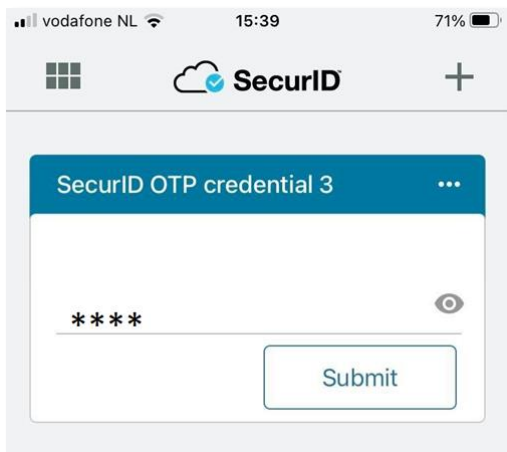 vodafone NL 15:39 71%
SecurID
SecurID OTP credential 3
****
Submit